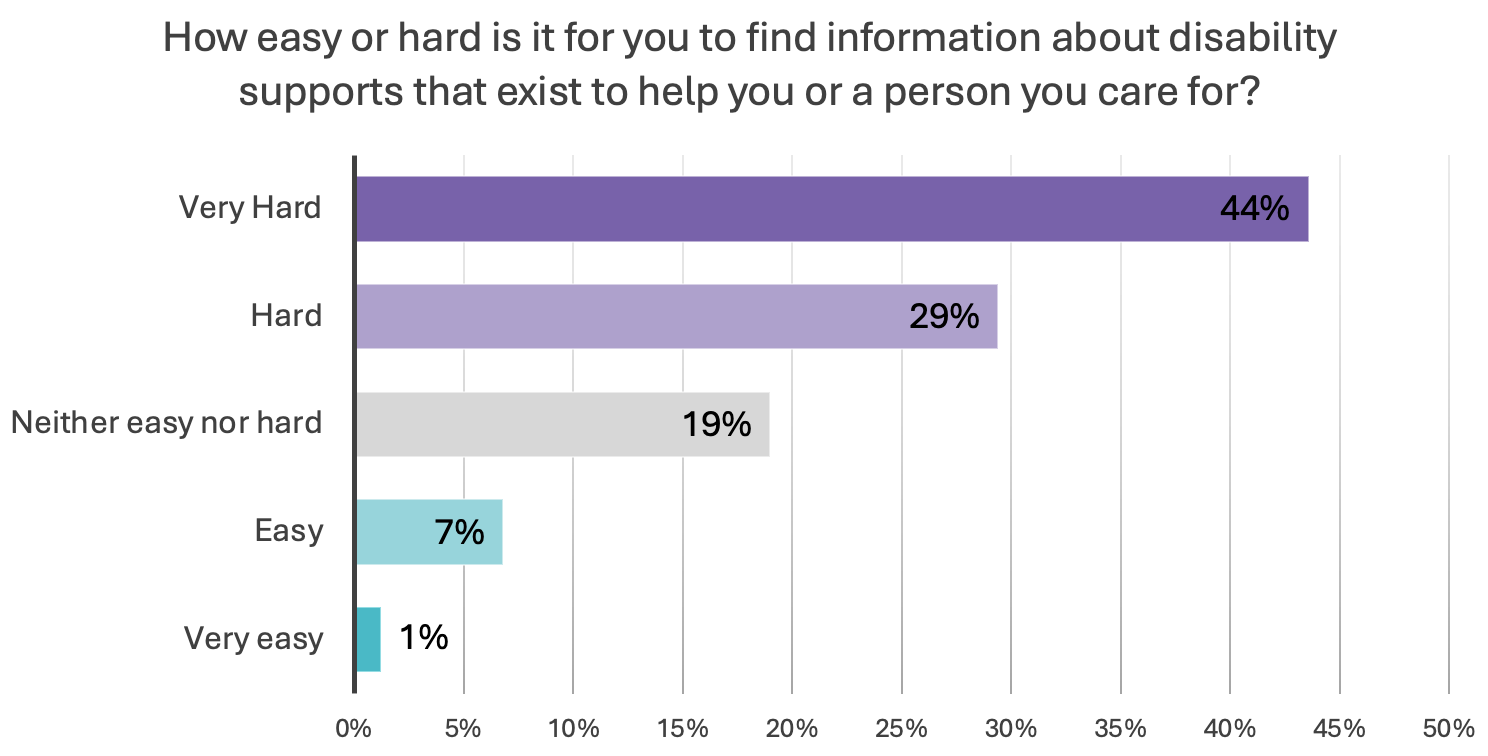 How easy or hard is it for you to find information about disability
supports that exist to help you or a person you care for?
Very Hard
44%
Hard
29%
Neither easy nor hard
19%
Easy
7%
Very easy
1%
0% 5% 10% 15% 20% 25% 30% 35% 40% 45% 50%